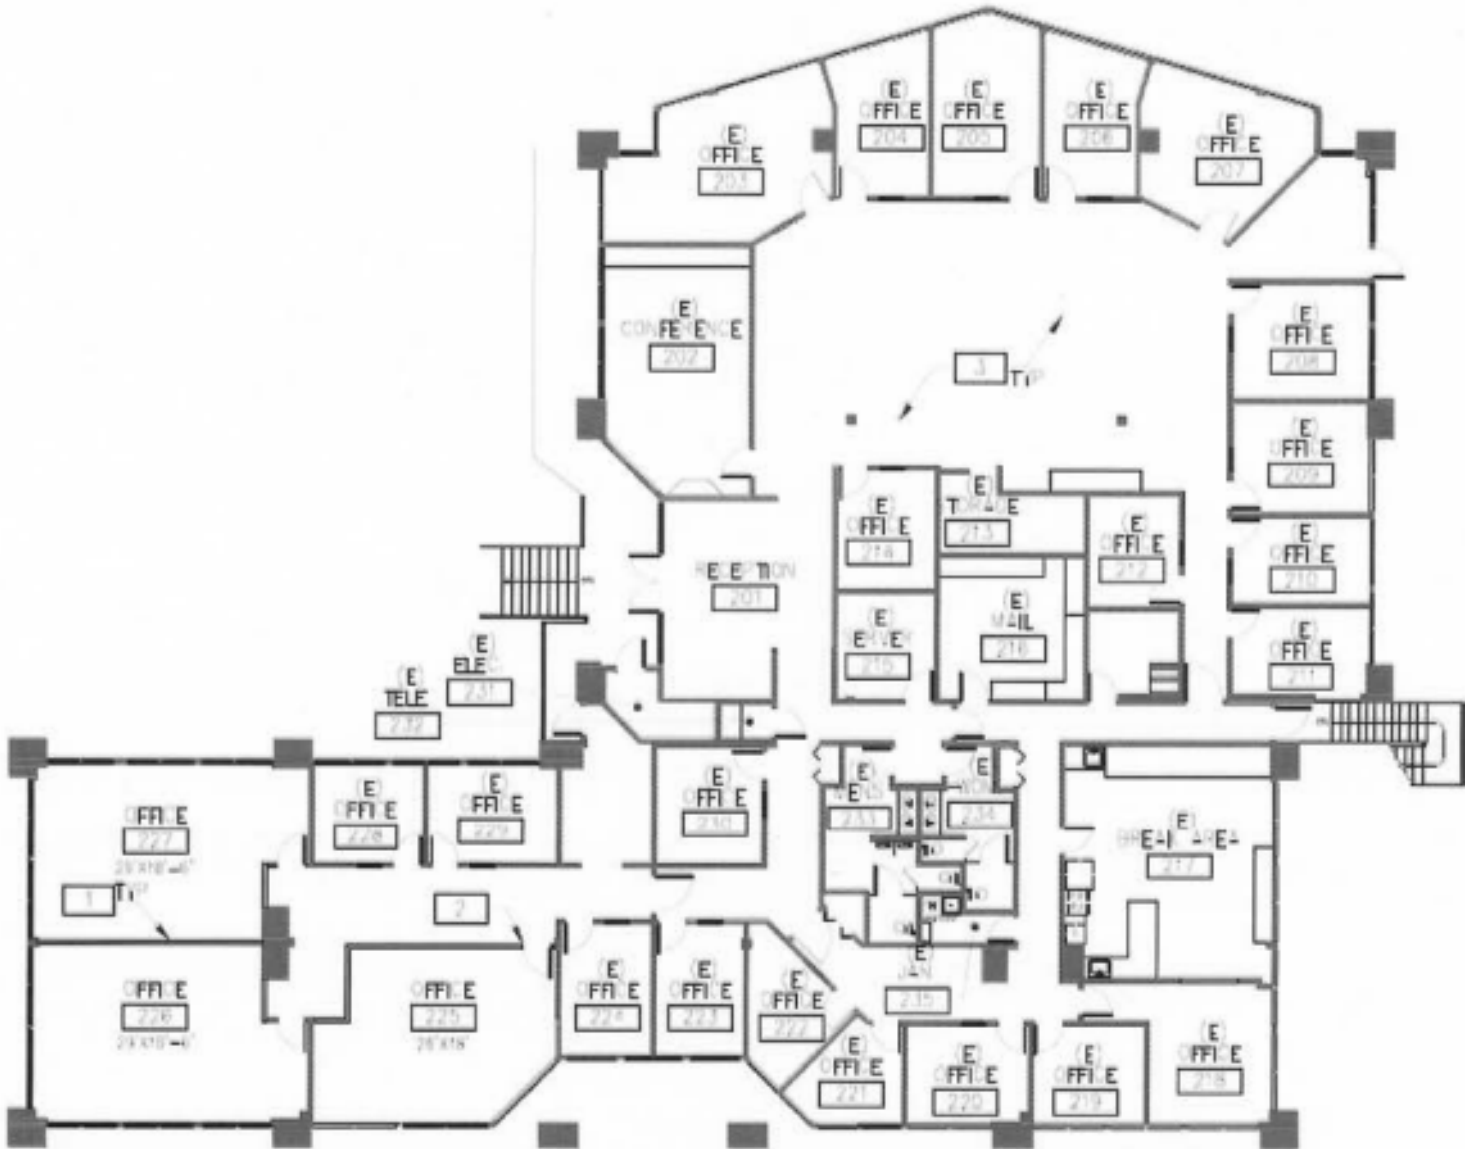 (E)
OFFICE
203
(E)
OFFICE
204
(E)
OFFICE
205
(E)
OFFICE
206
(E)
OFFICE
207
(E)
CONFERENCE
202
3
TYP
(E)
OFFICE
208
(E)
OFFICE
209
(E)
OFFICE
210
(E)
OFFICE
211
(E)
OFFICE
214
(E)
STORAGE
213
(E)
OFFICE
212
RECEPTION
201
(E)
SERVER
215
(E)
MAIL
216
(E)
ELEC
231
(E)
TELE
232
OFFICE
227
1
TYP
(E)
OFFICE
228
(E)
OFFICE
229
(E)
OFFICE
230
(E)
MENS
233
(E)
WOM
234
(E)
BREAK AREA
217
2
OFFICE
226
OFFICE
225
(E)
OFFICE
224
(E)
OFFICE
223
(E)
OFFICE
222
(E)
JAN
235
(E)
OFFICE
221
(E)
OFFICE
220
(E)
OFFICE
219
(E)
OFFICE
218